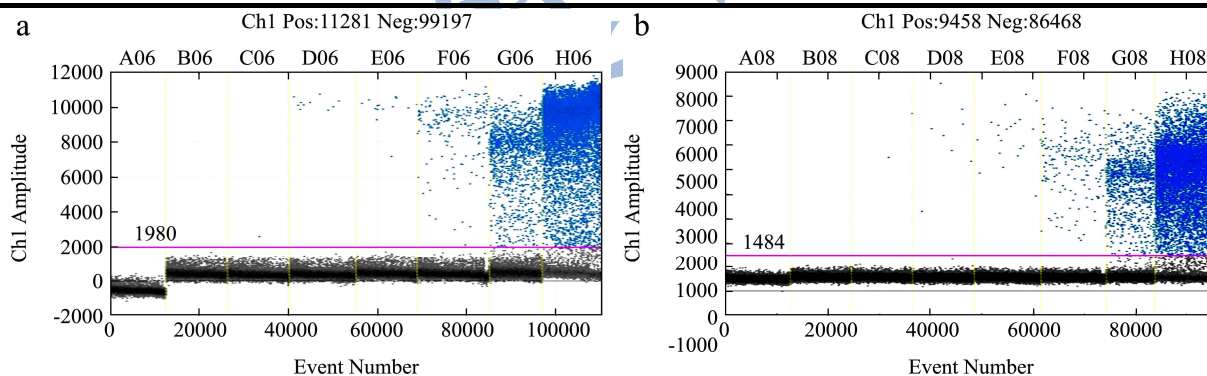 a
Ch1 Pos:11281 Neg:99197
A06 B06 C06 D06 E06 F06 G06 H06
12000
10000
8000
6000
4000
2000
0
-2000
1980
Ch1 Amplitude
0 20000 40000 60000 80000 100000
Event Number
b
Ch1 Pos:9458 Neg:86468
A08 B08 C08 D08 E08 F08 G08 H08
9000
8000
7000
6000
5000
4000
3000
2000
1000
0
-1000
1484
Ch1 Amplitude
0 20000 40000 60000 80000
Event Number